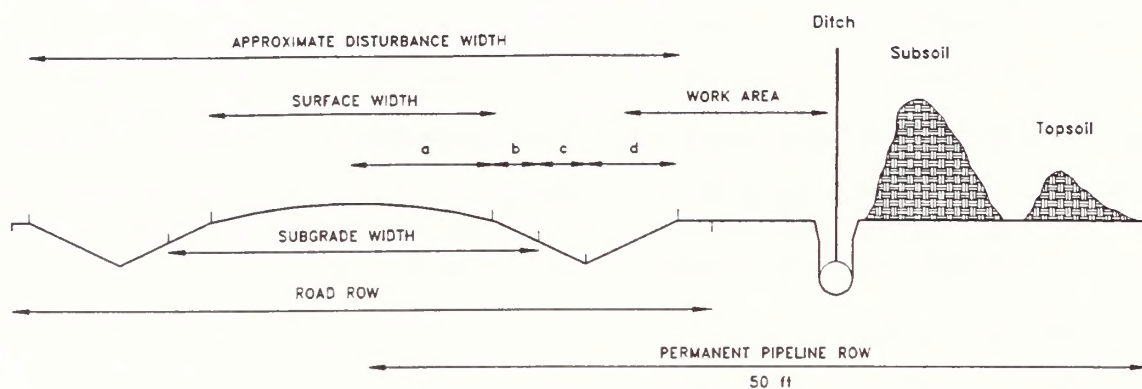 Ditch
APPROXIMATE DISTURBANCE WIDTH
Subsoil
SURFACE WIDTH
WORK AREA
Topsoil
a
b
c
d
SUBGRADE WIDTH
ROAD ROW
PERMANENT PIPELINE ROW
50 ft